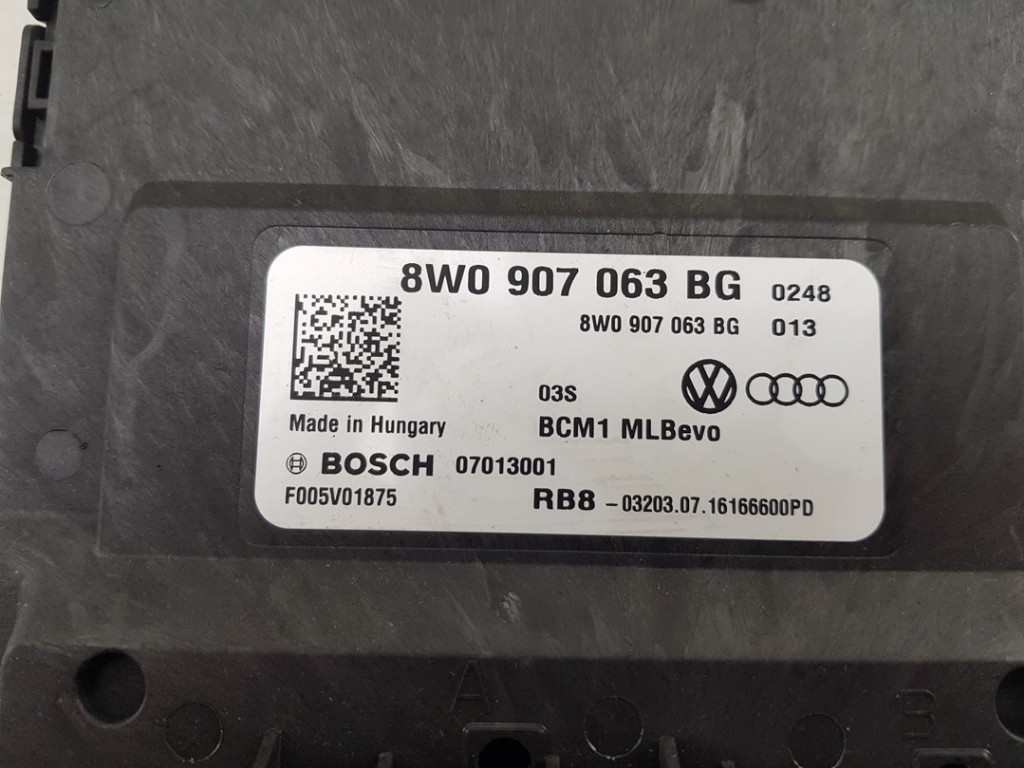 8W0 907 063 BG 0248
8W0 907 063 BG 013
03S
Made in Hungary BCM1 MLBevo
BOSCH 07013001
F005V01875 RB8 -03203.07.16166600PD
A B